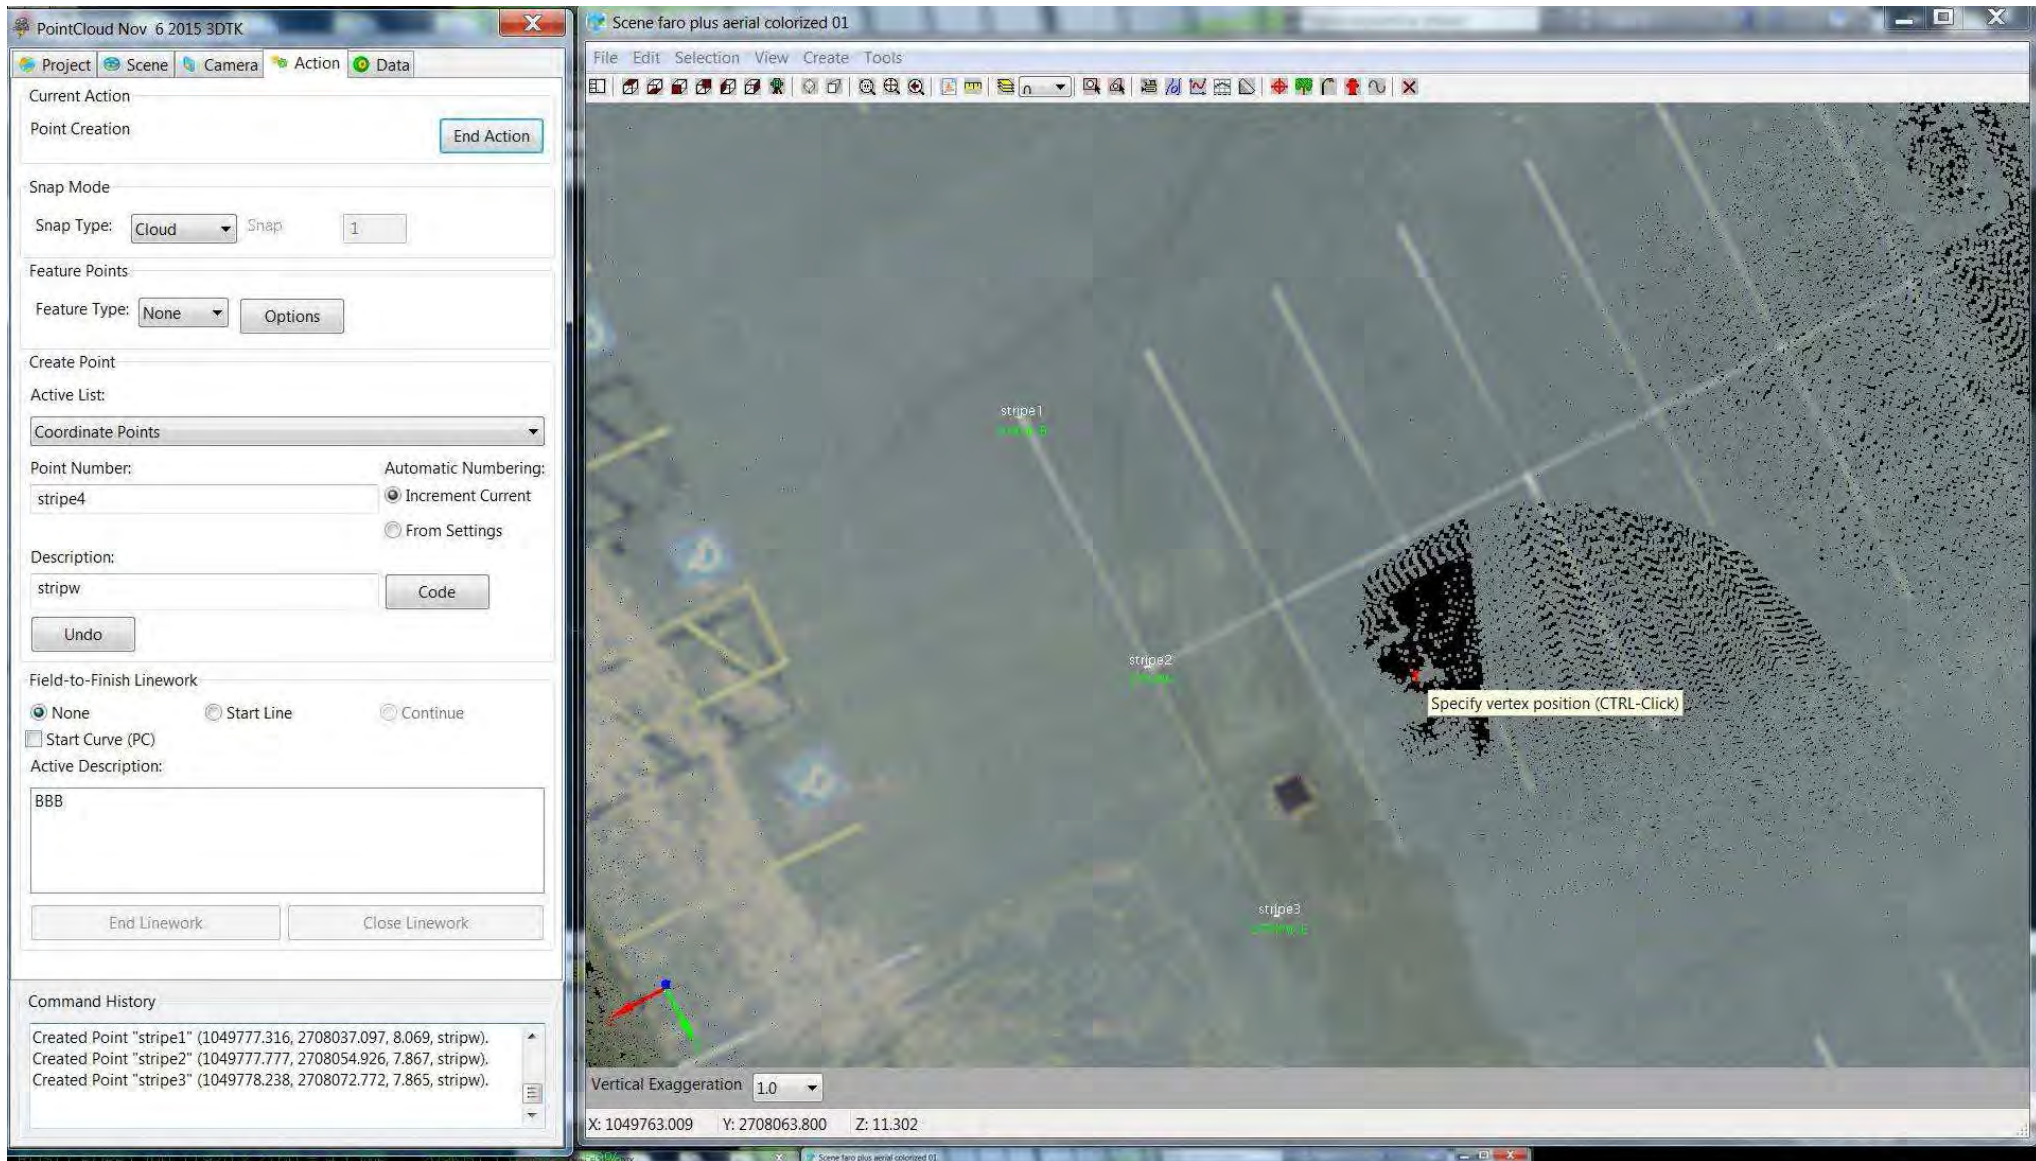 PointCloud Nov 6 2015 3DTK
Project Scene Camera Action Data
Current Action
Point Creation
End Action
Snap Mode
Snap Type: Cloud Snap 1
Feature Points
Feature Type: None Options
Create Point
Active List:
Coordinate Points
Point Number: Automatic Numbering:
stripe4 Increment Current
From Settings
Description:
stripw Code
Undo
Field-to-Finish Linework
None Start Line Continue
Start Curve (PC)
Active Description:
BBB
End Linework Close Linework
Command History
Created Point "stripe1" (1049777.316, 2708037.097, 8.069, stripw).
Created Point "stripe2" (1049777.777, 2708054.926, 7.867, stripw).
Created Point "stripe3" (1049778.238, 2708072.772, 7.865, stripw).
Scene faro plus aerial colorized 01
File Edit Selection View Create Tools
stripe1
stripe2
Specify vertex position (CTRL-Click)
stripe3
Vertical Exaggeration 1.0
X: 1049763.009 Y: 2708063.800 Z: 11.302
Scene faro plus aerial colorized 01